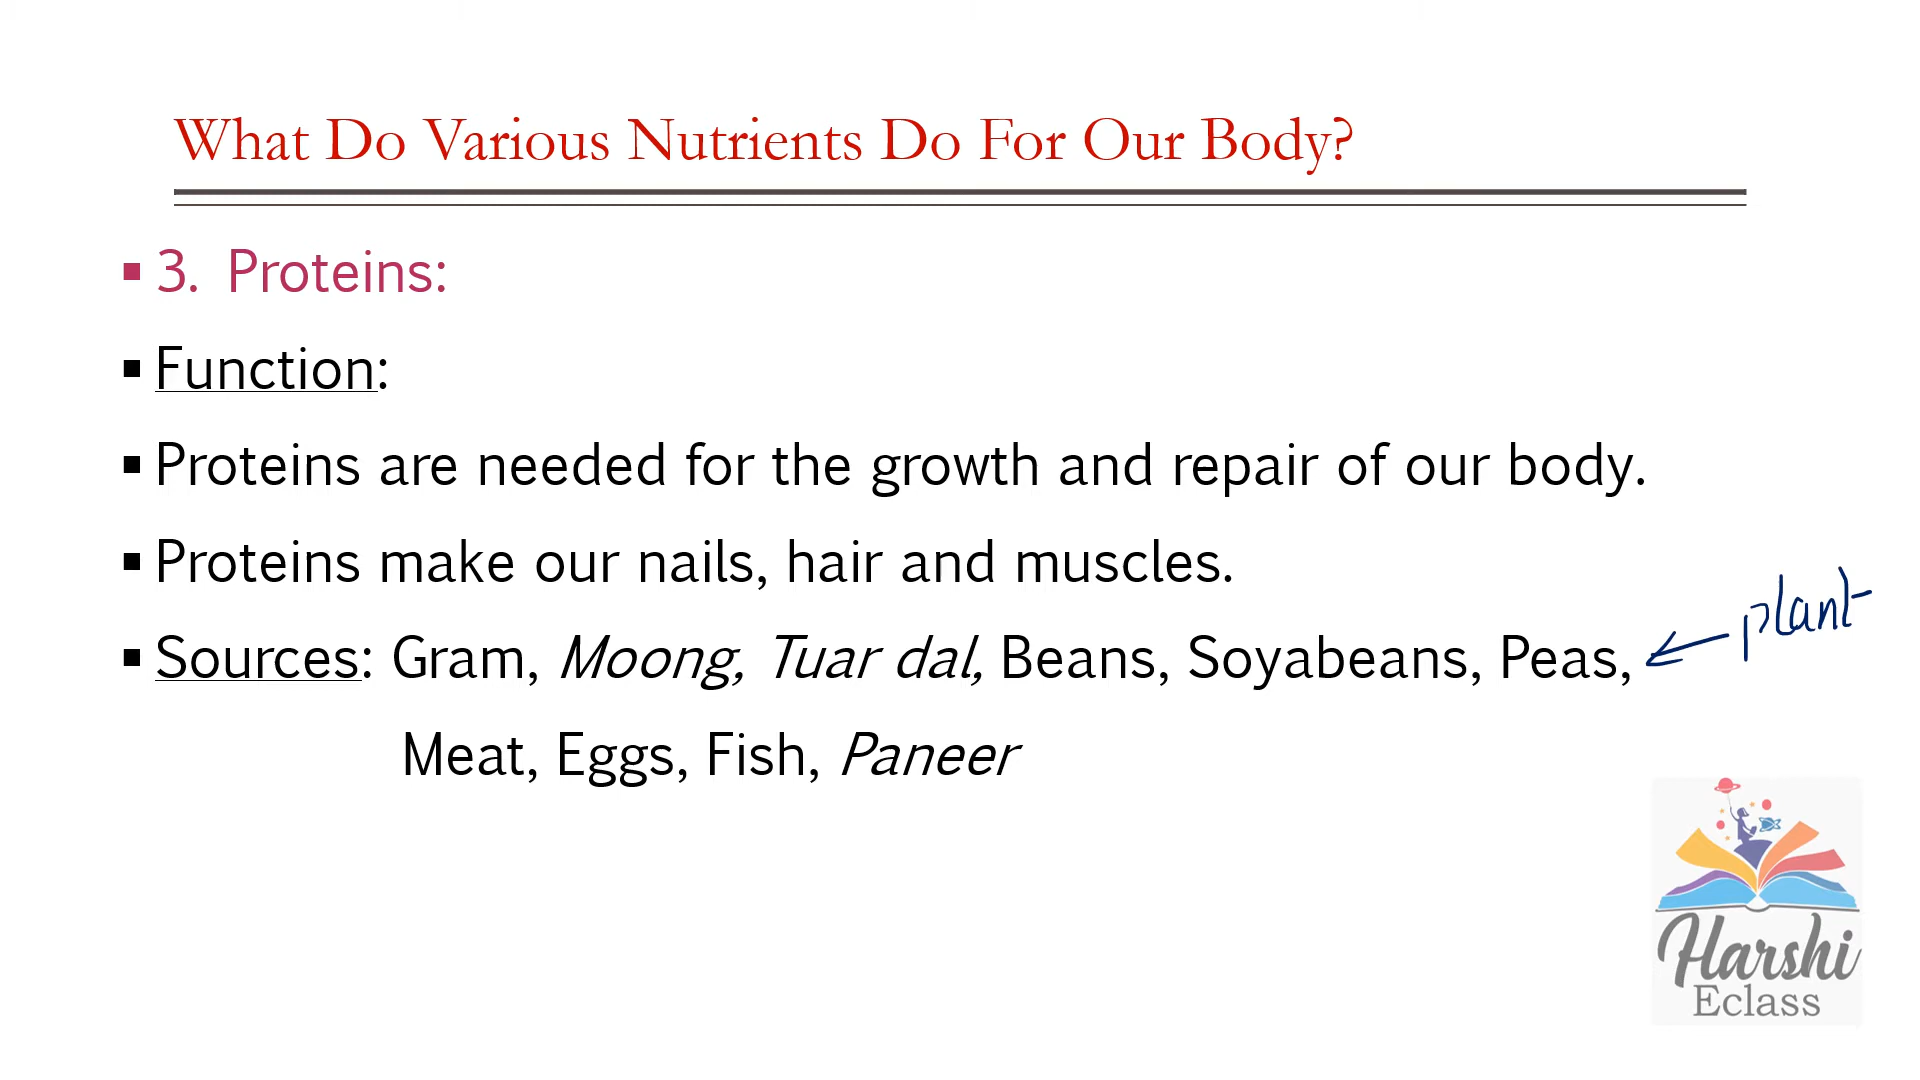 What Do Various Nutrients Do For Our Body?
▪ 3. Proteins:
▪ Function:
▪ Proteins are needed for the growth and repair of our body.
▪ Proteins make our nails, hair and muscles.
plant
▪ Sources: Gram, Moong, Tuar dal, Beans, Soyabeans, Peas,
Meat, Eggs, Fish, Paneer
Harshi
Eclass